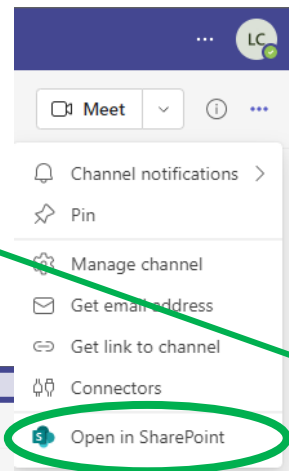 ... LC
Meet
...
Channel notifications
Pin
Manage channel
Get email address
Get link to channel
Connectors
Open in SharePoint